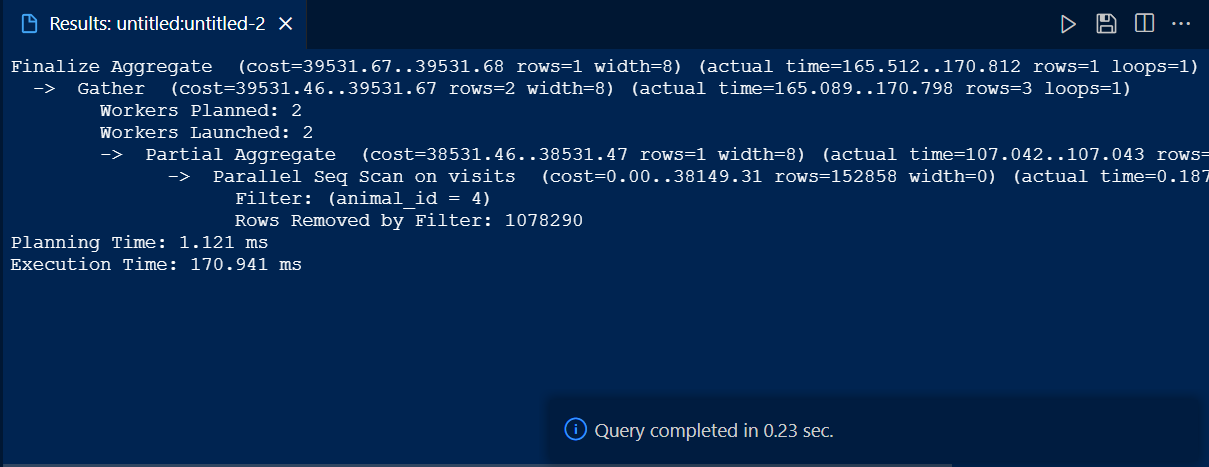 Results: untitled:untitled-2
Finalize Aggregate  (cost=39531.67..39531.68 rows=1 width=8) (actual time=165.512..170.812 rows=1 loops=1)
  ->  Gather  (cost=39531.46..39531.67 rows=2 width=8) (actual time=165.089..170.798 rows=3 loops=1)
        Workers Planned: 2
        Workers Launched: 2
        ->  Partial Aggregate  (cost=38531.46..38531.47 rows=1 width=8) (actual time=107.042..107.043 rows=
              ->  Parallel Seq Scan on visits  (cost=0.00..38149.31 rows=152858 width=0) (actual time=0.187
                    Filter: (animal_id = 4)
                    Rows Removed by Filter: 1078290
Planning Time: 1.121 ms
Execution Time: 170.941 ms
Query completed in 0.23 sec.